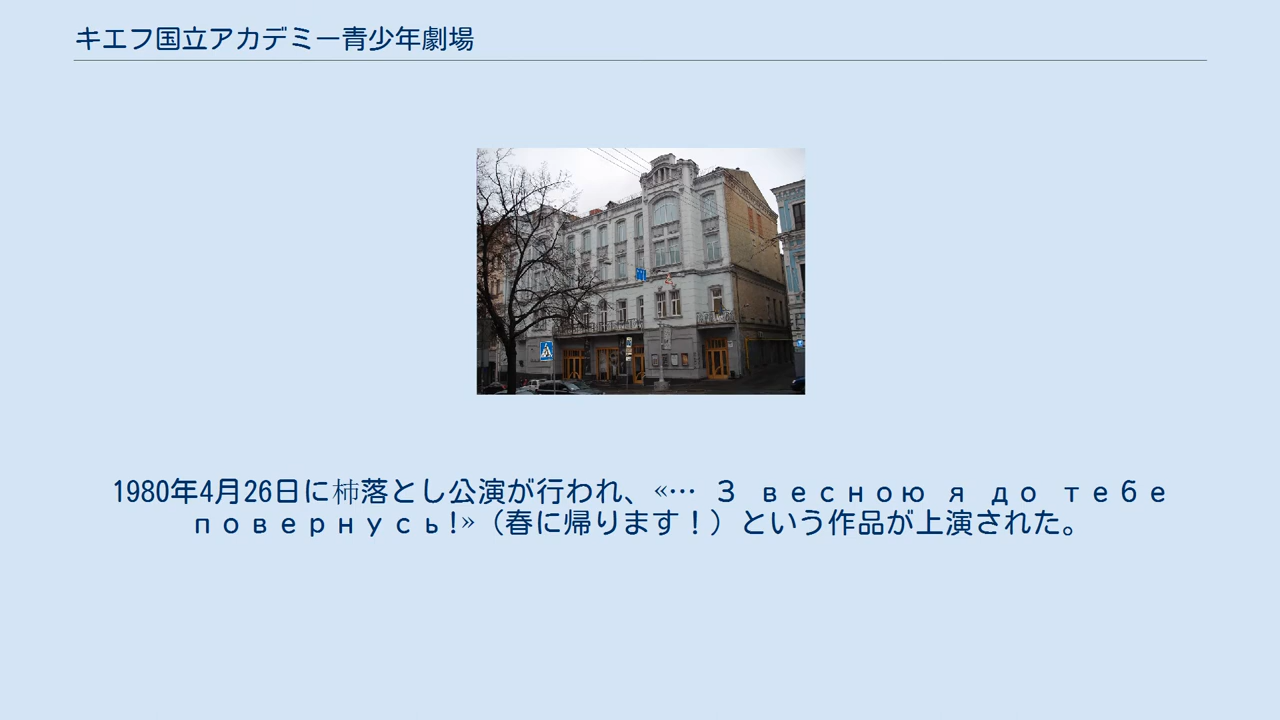 キエフ国立アカデミー青少年劇場
1980年4月26日に杮落とし公演が行われ、«… З весною я до тебе
повернусь!»（春に帰ります！）という作品が上演された。